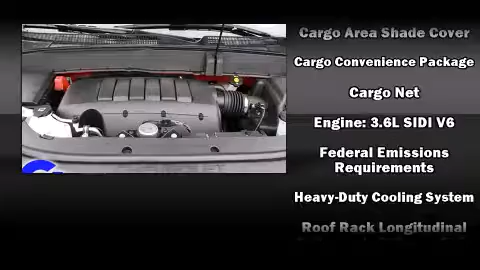 Cargo Area Shade Cover
Cargo Convenience Package
Cargo Net
Engine: 3.6L SIDI V6
Federal Emissions
Requirements
Heavy-Duty Cooling System
Roof Rack Longitudinal